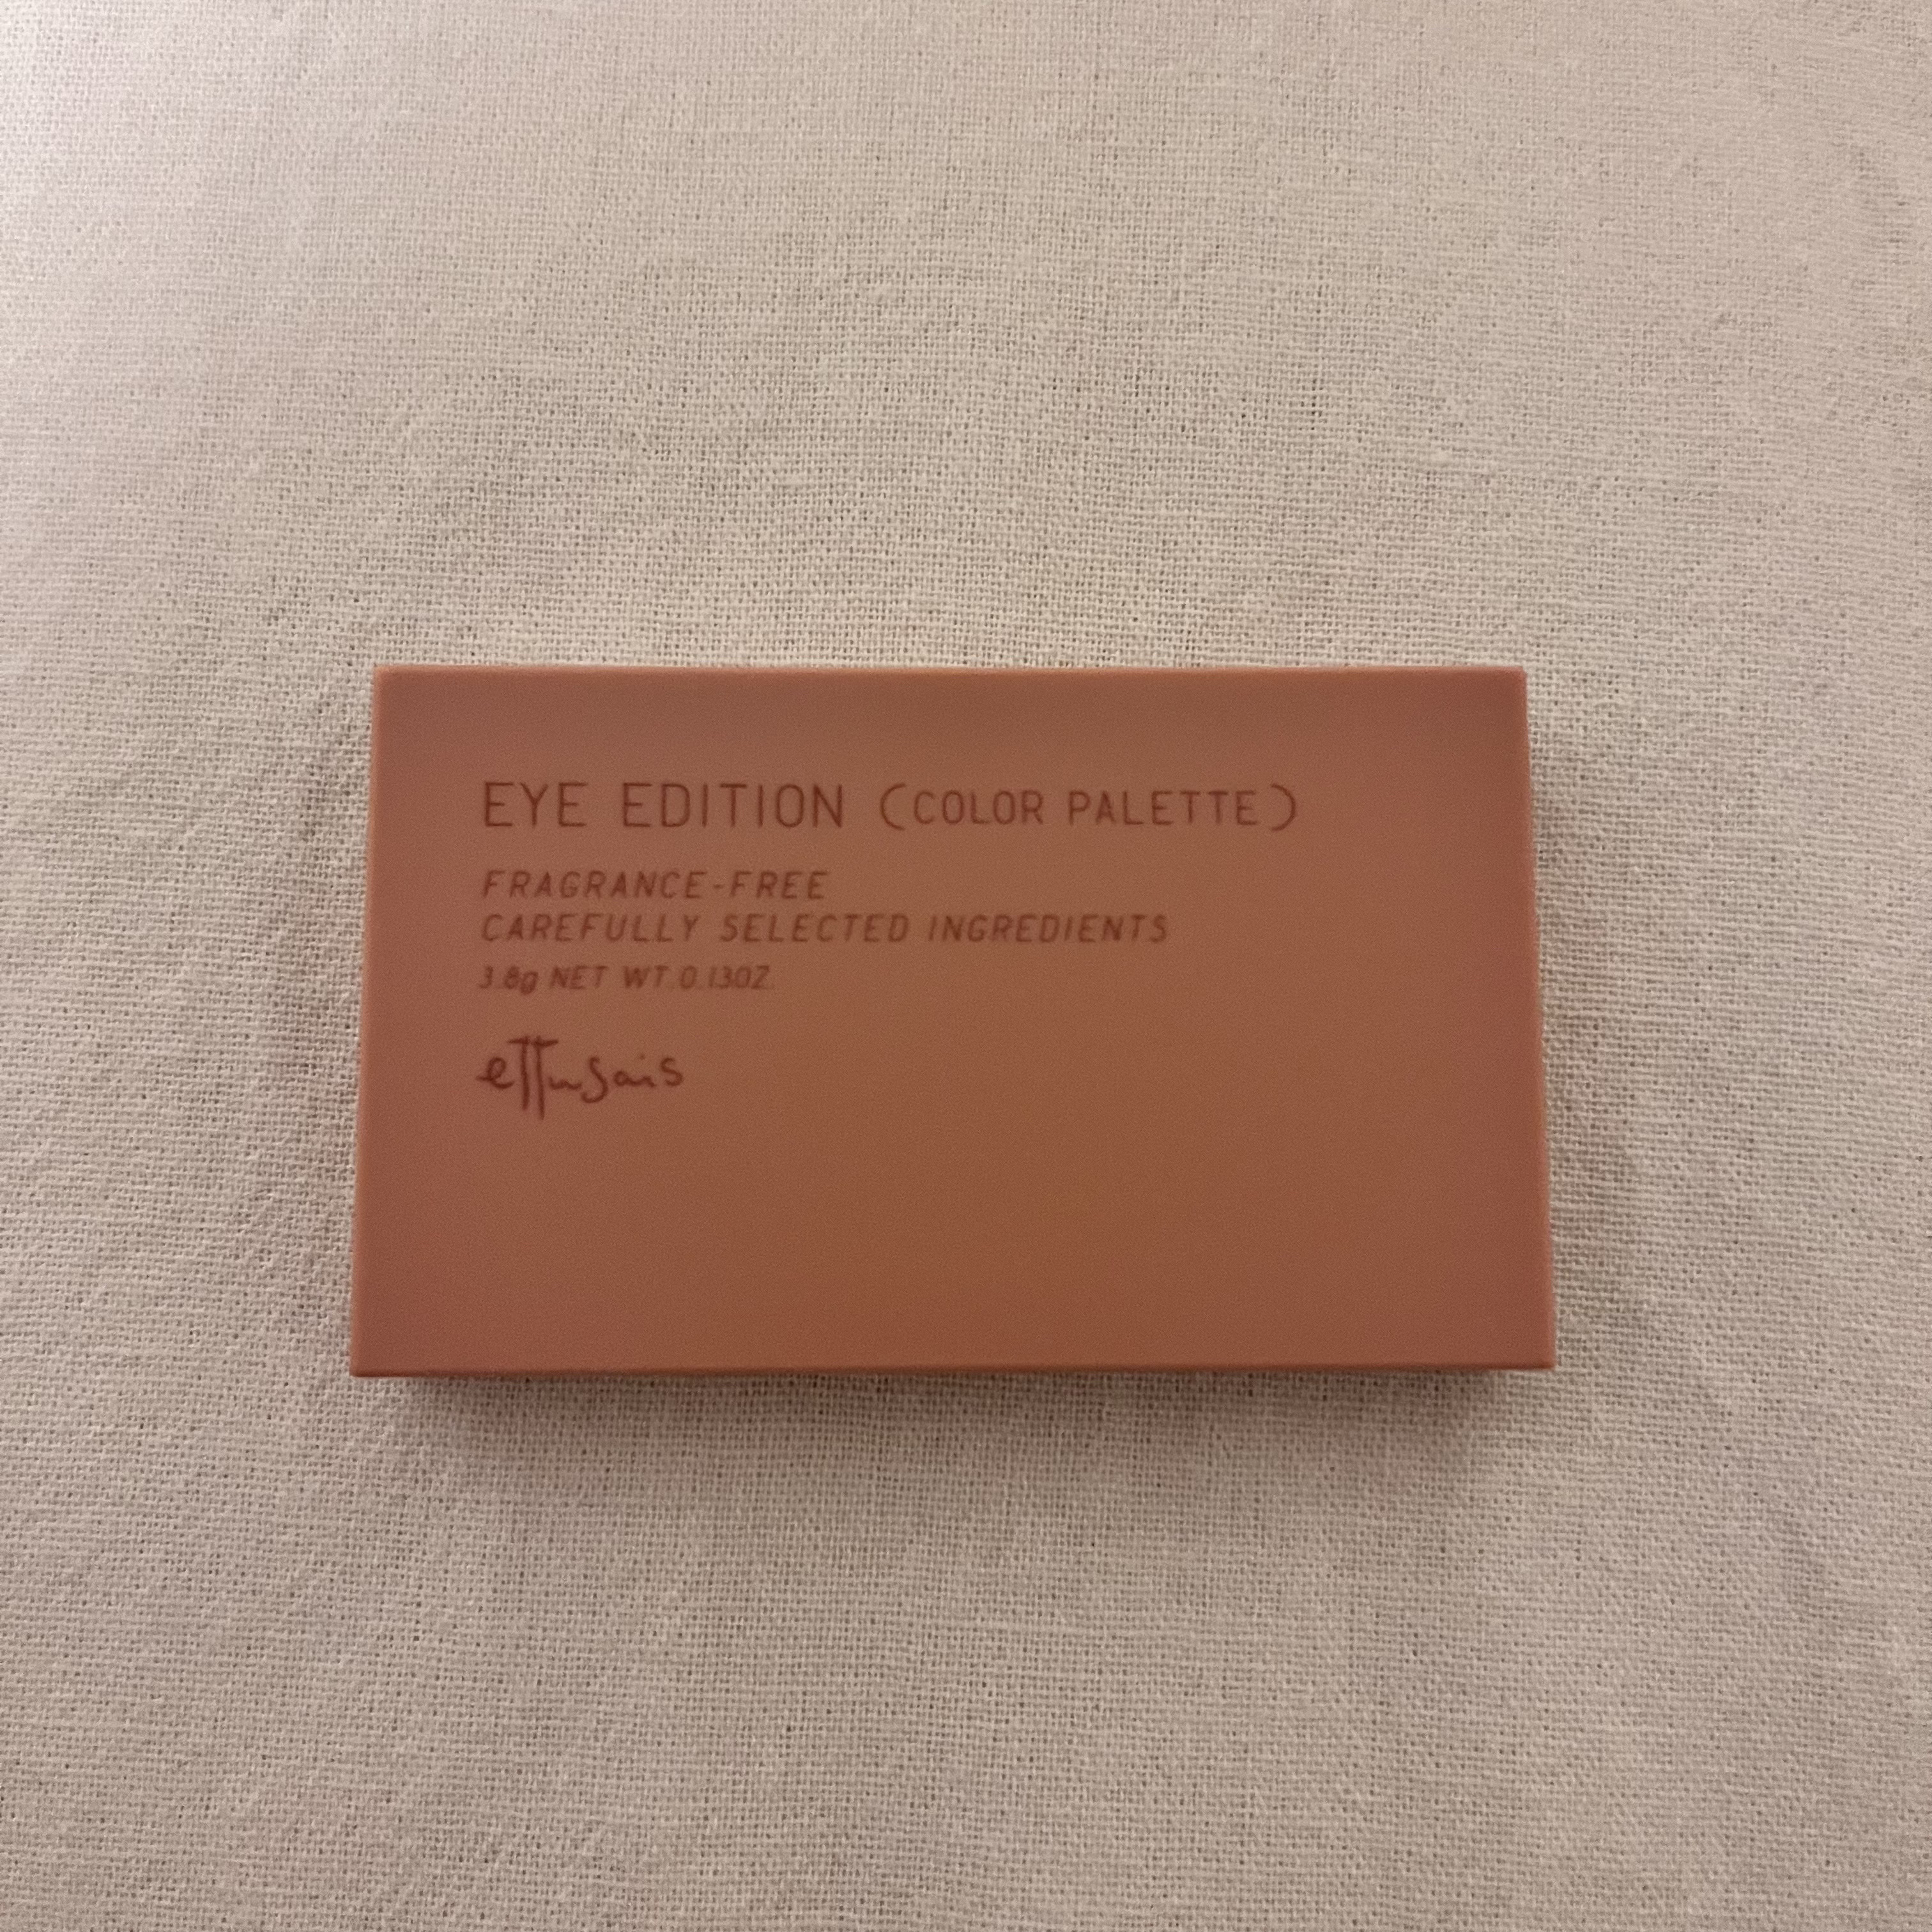 EYE EDITION (COLOR PALETTE)
FRAGRANCE-FREE
CAREFULLY SELECTED INGREDIENTS
3.8g NET WT.0.13OZ.
ettusais